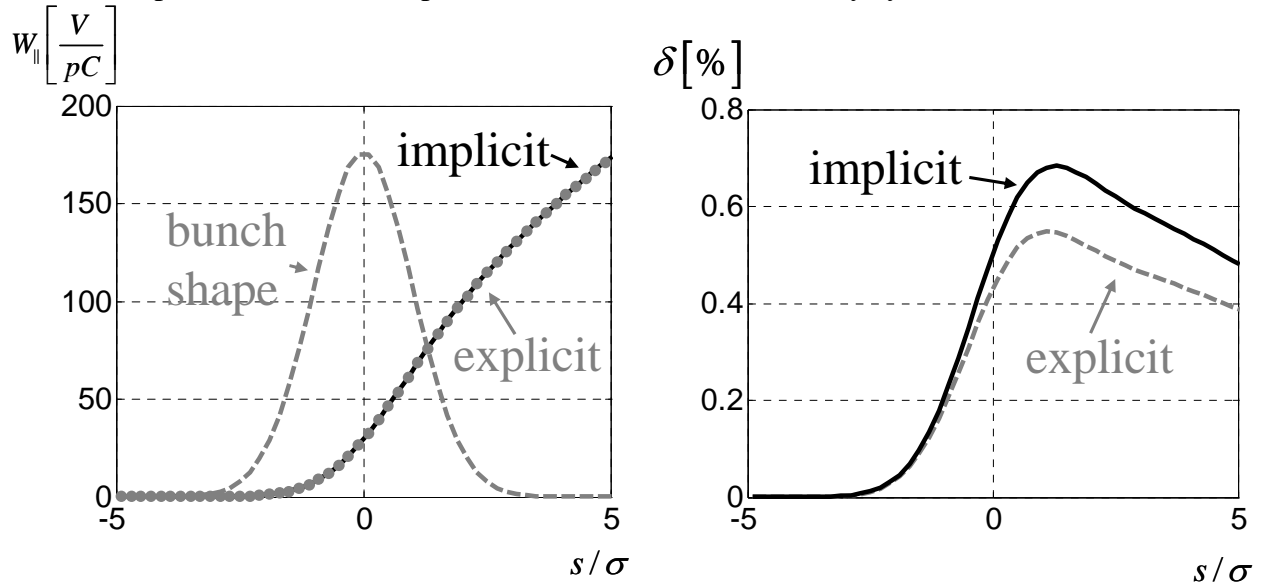 W∥ [V/pC]
200
150
100
50
0
-5
0
5
s/σ
bunch
shape
implicit
explicit
δ[%]
0.8
0.6
0.4
0.2
0
-5
0
5
s/σ
implicit
explicit